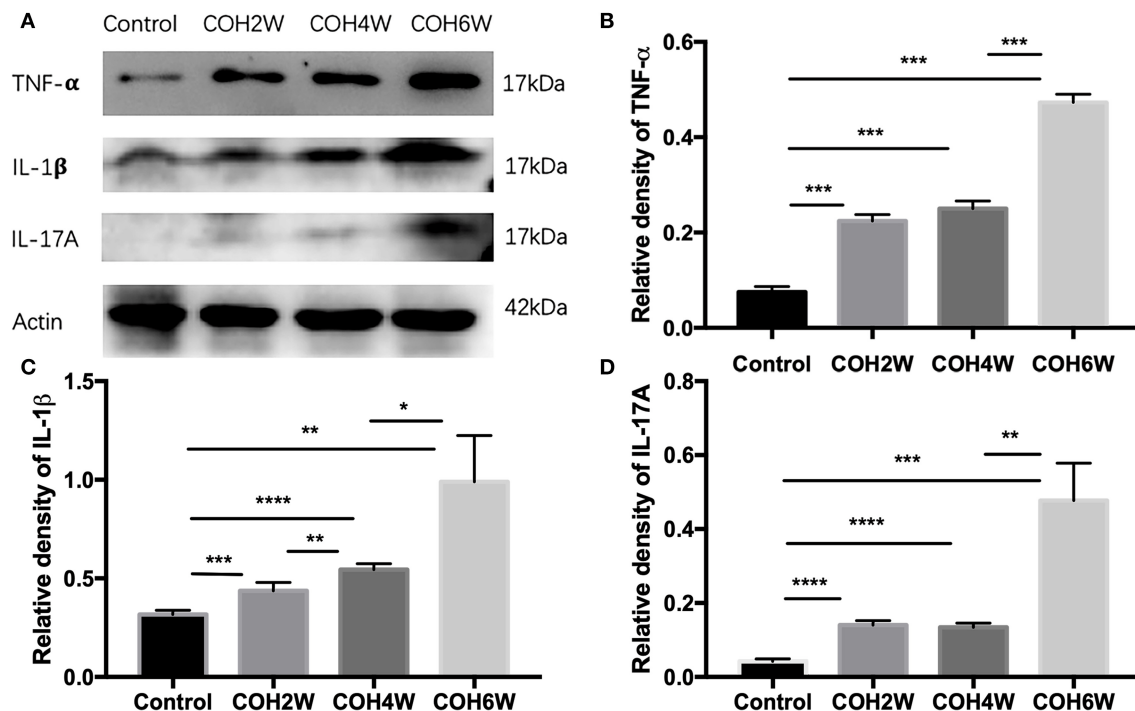 A
Control COH2W COH4W COH6W
TNF-α 17kDa
IL-1β 17kDa
IL-17A 17kDa
Actin 42kDa
B
Relative density of TNF-α
0.6
0.4
0.2
0.0
***
***
***
***
Control COH2W COH4W COH6W
C
Relative density of IL-1β
1.5
1.0
0.5
0.0
*
**
****
**
***
Control COH2W COH4W COH6W
D
Relative density of IL-17A
0.8
0.6
0.4
0.2
0.0
**
***
****
****
Control COH2W COH4W COH6W